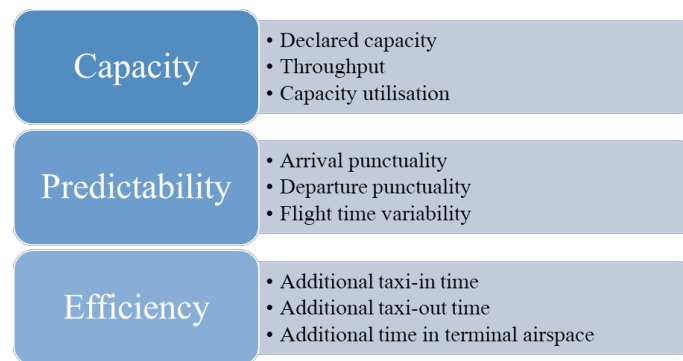 Capacity
• Declared capacity
• Throughput
• Capacity utilisation
Predictability
• Arrival punctuality
• Departure punctuality
• Flight time variability
Efficiency
• Additional taxi-in time
• Additional taxi-out time
• Additional time in terminal airspace